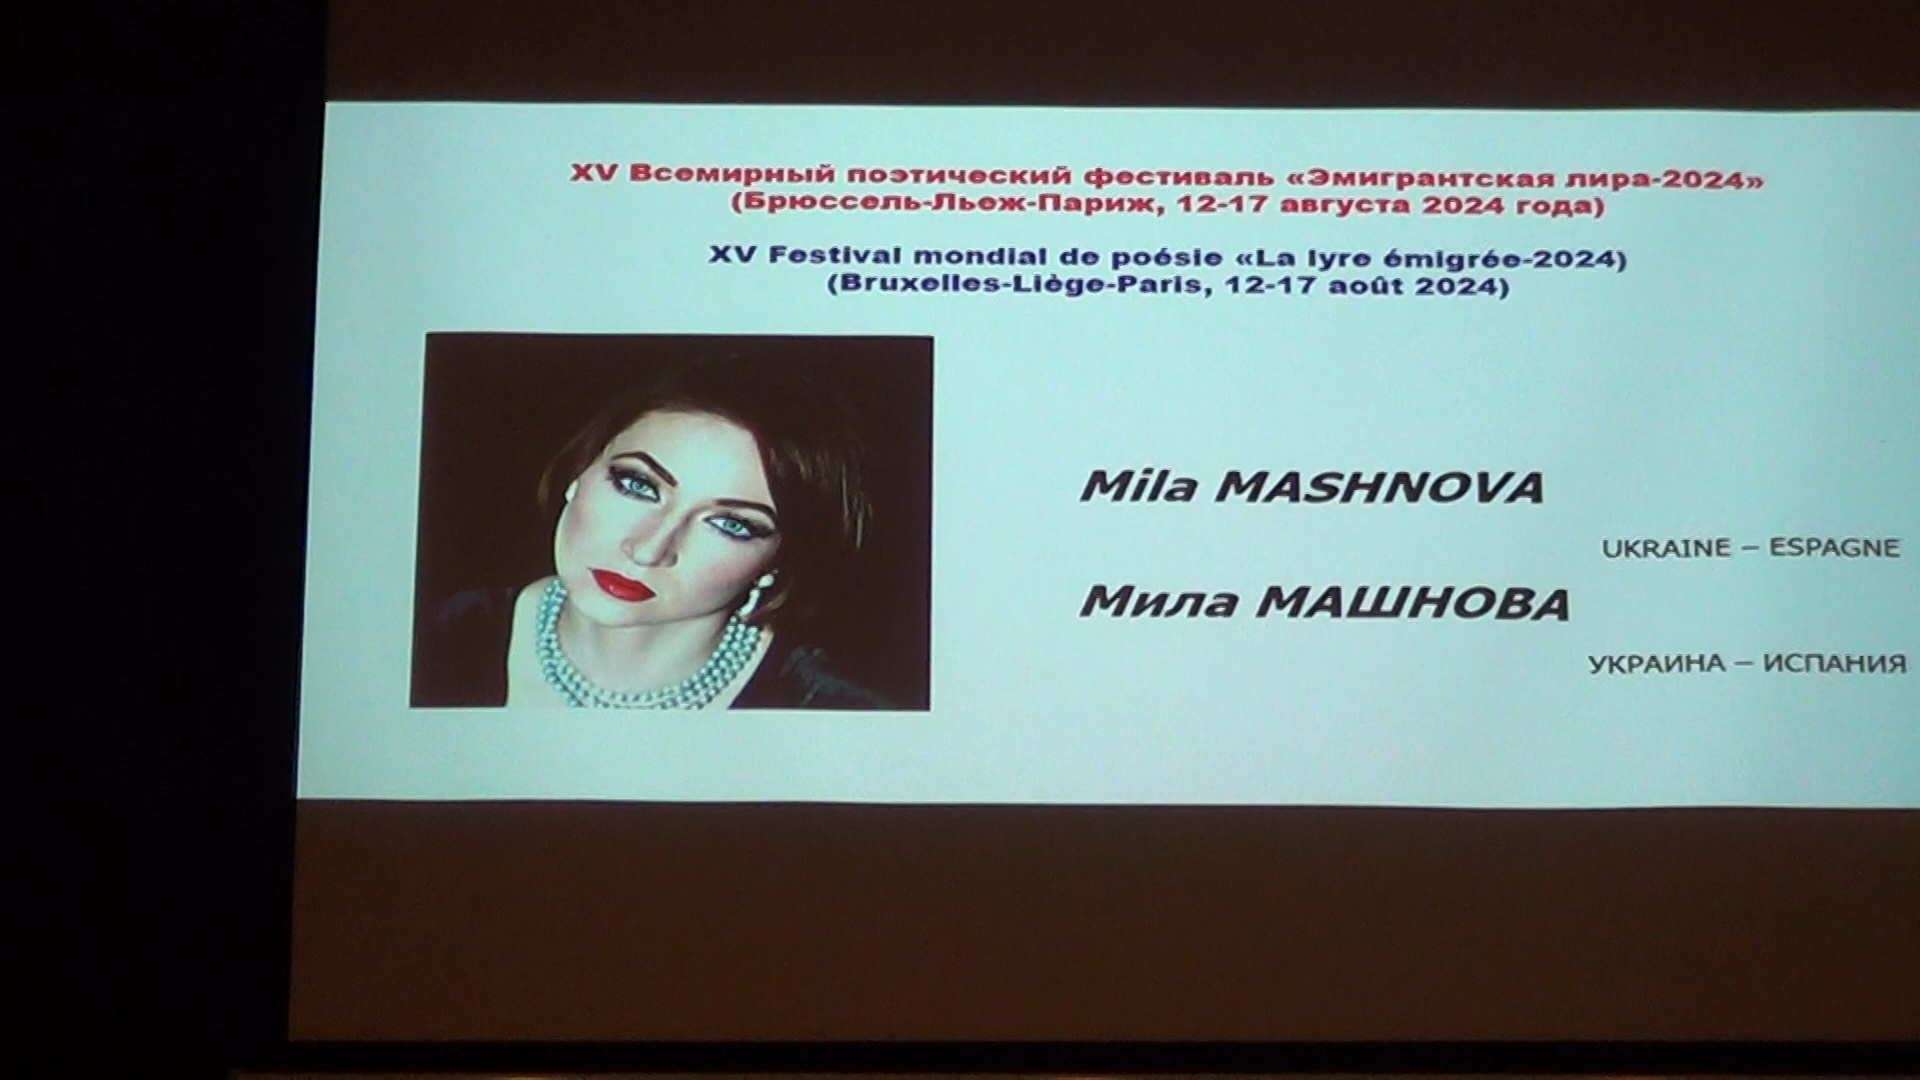 XV Всемирный поэтический фестиваль «Эмигрантская лира-2024»
(Брюссель-Льеж-Париж, 12-17 августа 2024 года)
XV Festival mondial de poésie «La lyre émigrée-2024)
(Bruxelles-Liège-Paris, 12-17 août 2024)
Mila MASHNOVA
UKRAINE – ESPAGNE
Мила МАШНОВА
УКРАИНА – ИСПАНИЯ